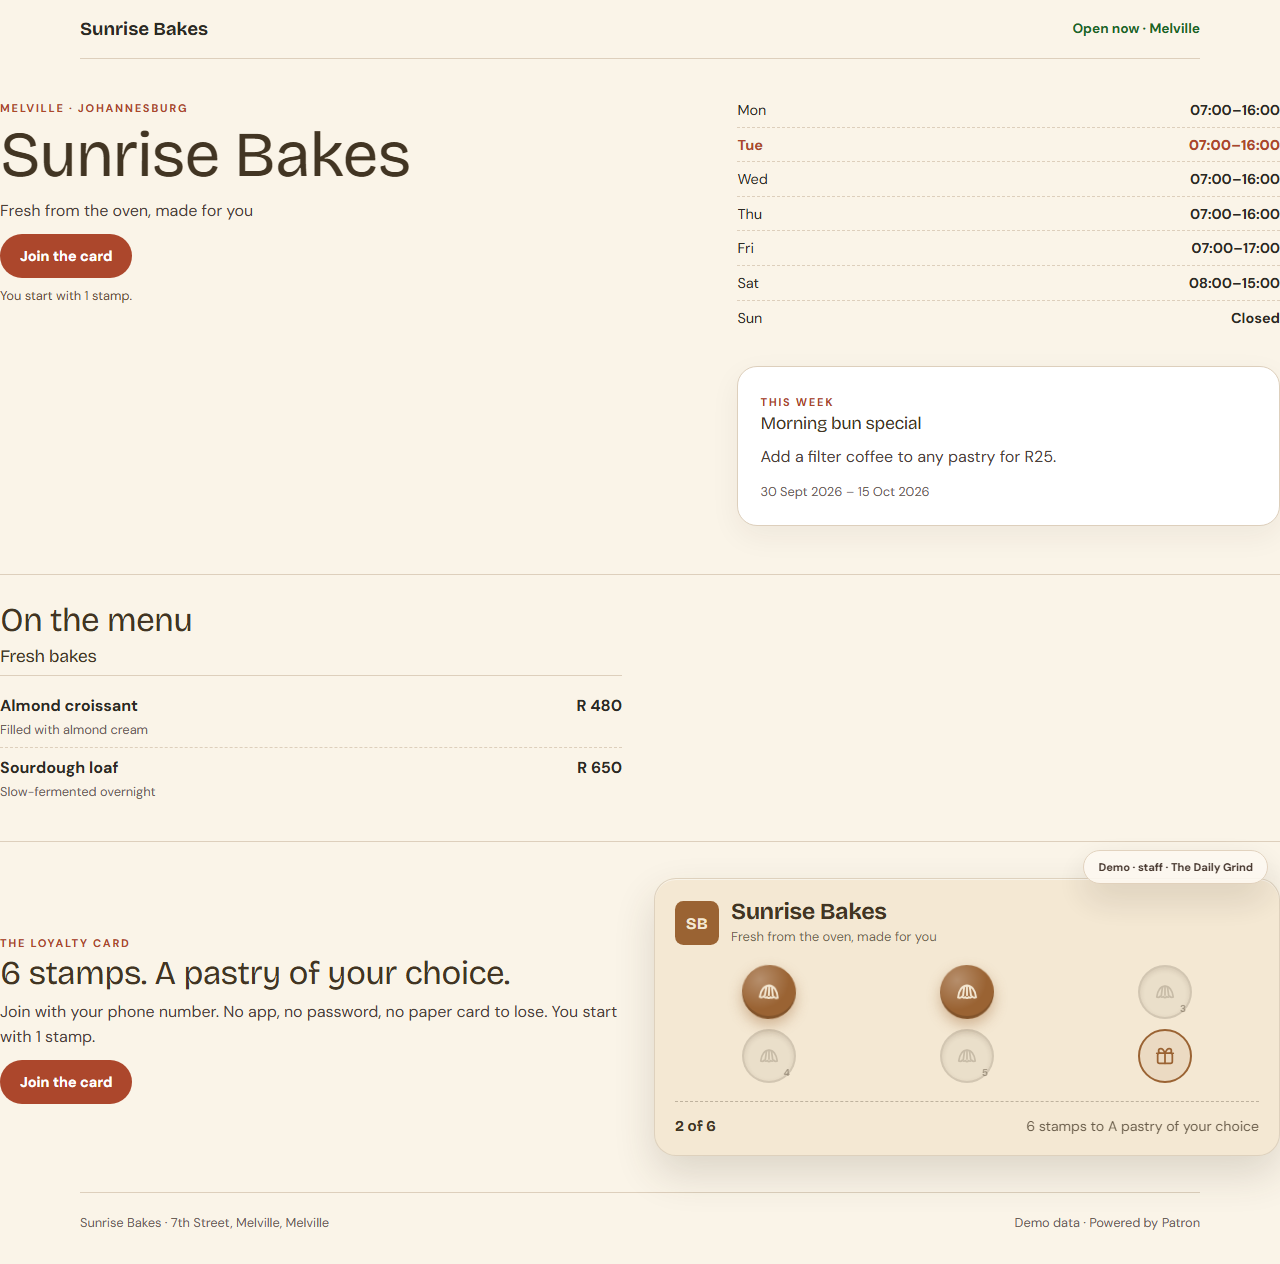 Sunrise Bakes
Open now · Melville
MELVILLE · JOHANNESBURG
Sunrise Bakes
Fresh from the oven, made for you
Join the card
You start with 1 stamp.
Mon 07:00–16:00
Tue 07:00–16:00
Wed 07:00–16:00
Thu 07:00–16:00
Fri 07:00–17:00
Sat 08:00–15:00
Sun Closed
THIS WEEK
Morning bun special
Add a filter coffee to any pastry for R25.
30 Sept 2026 – 15 Oct 2026
On the menu
Fresh bakes
Almond croissant R 480
Filled with almond cream
Sourdough loaf R 650
Slow-fermented overnight
THE LOYALTY CARD
6 stamps. A pastry of your choice.
Join with your phone number. No app, no password, no paper card to lose. You start
with 1 stamp.
Join the card
Demo · staff · The Daily Grind
SB
Sunrise Bakes
Fresh from the oven, made for you
3
4
5
2 of 6
6 stamps to A pastry of your choice
Sunrise Bakes · 7th Street, Melville, Melville
Demo data · Powered by Patron